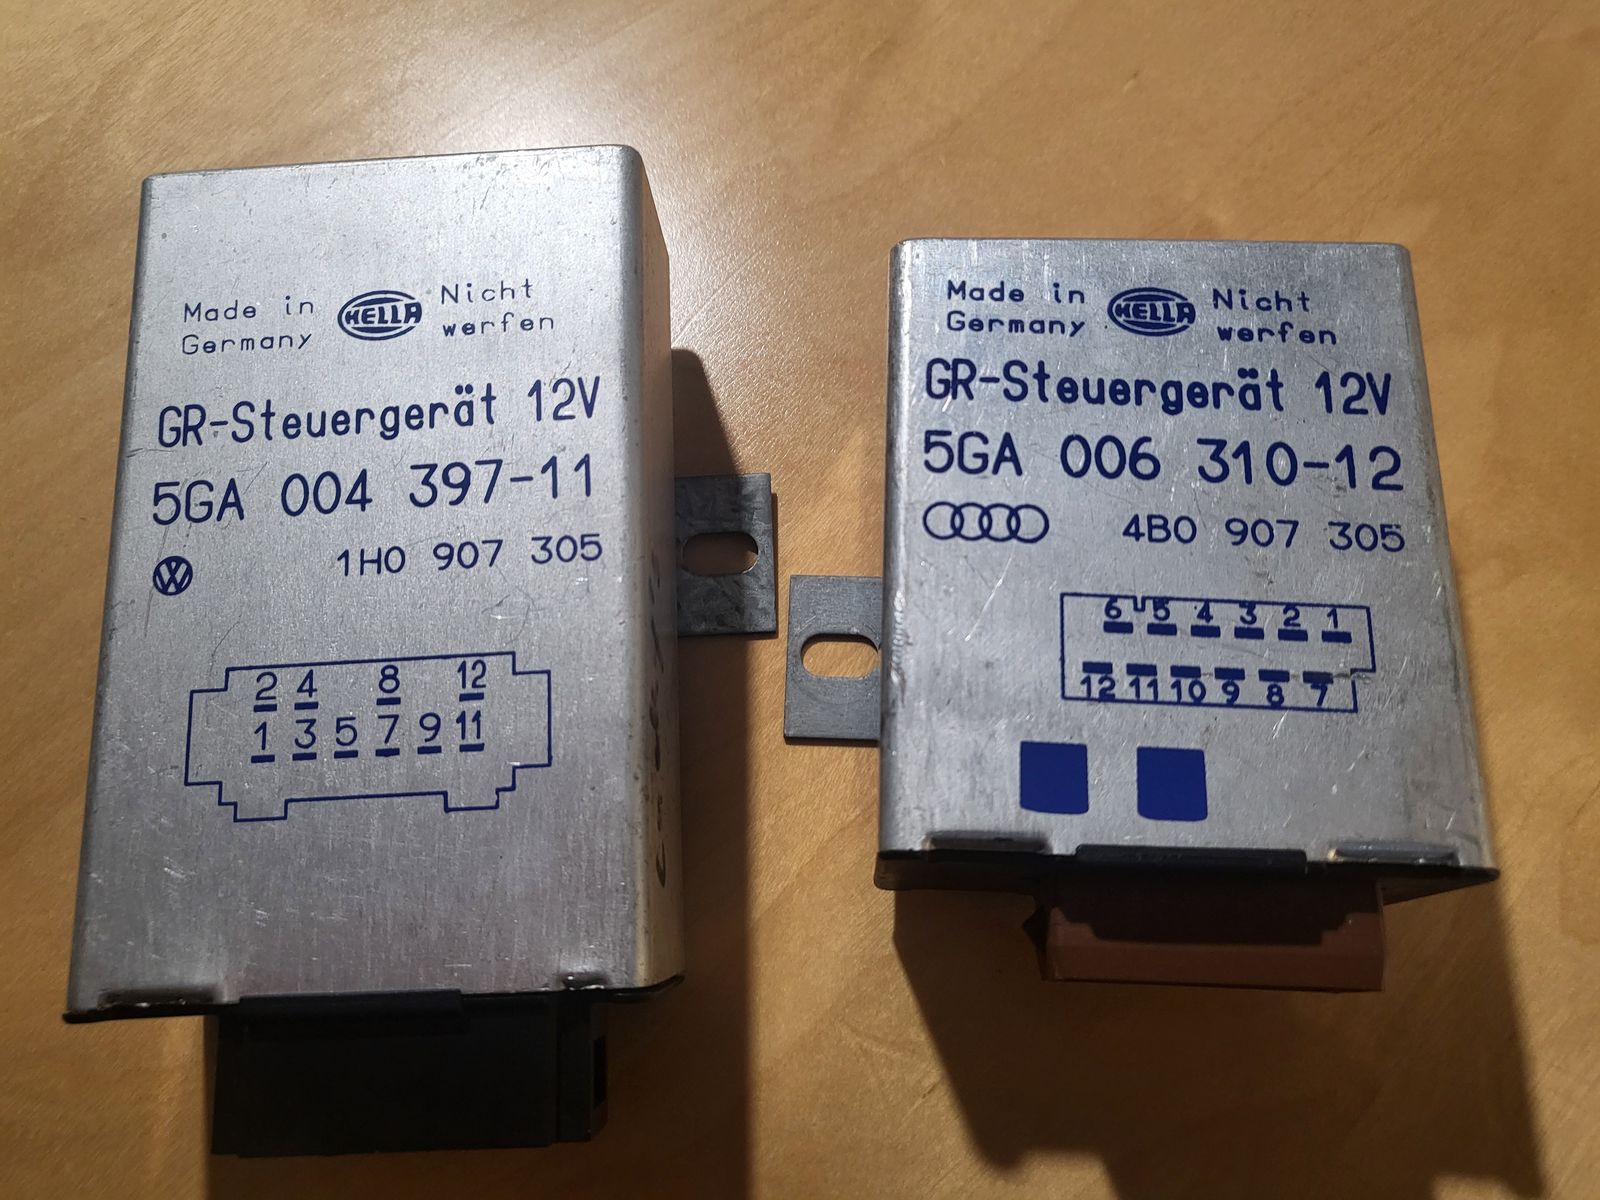 Made in HELLA Nicht
Germany werfen
GR-Steuergerät 12V
5GA 004 397-11
VW 1H0 907 305
2 4 8 12
1 3 5 7 9 11
Made in HELLA Nicht
Germany werfen
GR-Steuergerät 12V
5GA 006 310-12
4B0 907 305
6 5 4 3 2 1
12 11 10 9 8 7